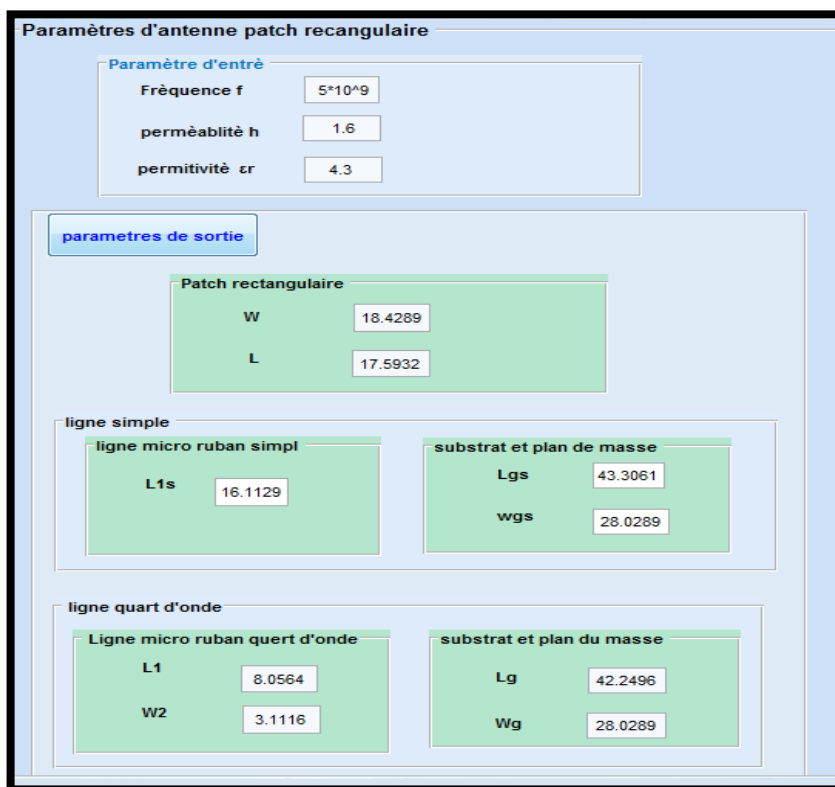 Paramètres d'antenne patch recangulaire
Paramètre d'entrè
Frèquence f 5*10^9
permèablitè h 1.6
permitivitè εr 4.3
parametres de sortie
Patch rectangulaire
W 18.4289
L 17.5932
ligne simple
ligne micro ruban simpl
L1s 16.1129
substrat et plan de masse
Lgs 43.3061
wgs 28.0289
ligne quart d'onde
Ligne micro ruban quert d'onde
L1 8.0564
W2 3.1116
substrat et plan du masse
Lg 42.2496
Wg 28.0289